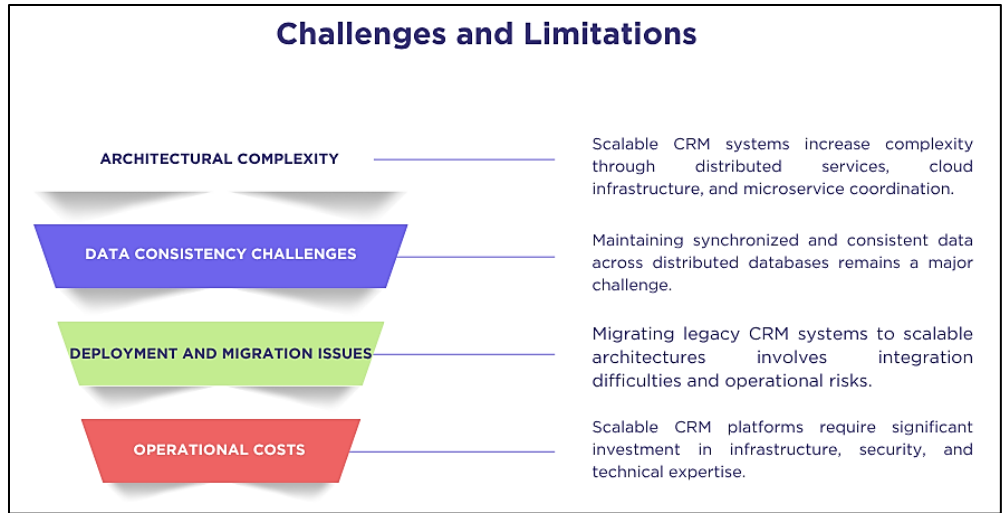 Challenges and Limitations
ARCHITECTURAL COMPLEXITY
Scalable CRM systems increase complexity
through distributed services, cloud
infrastructure, and microservice coordination.
DATA CONSISTENCY CHALLENGES
Maintaining synchronized and consistent data
across distributed databases remains a major
challenge.
DEPLOYMENT AND MIGRATION ISSUES
Migrating legacy CRM systems to scalable
architectures involves integration
difficulties and operational risks.
OPERATIONAL COSTS
Scalable CRM platforms require significant
investment in infrastructure, security, and
technical expertise.